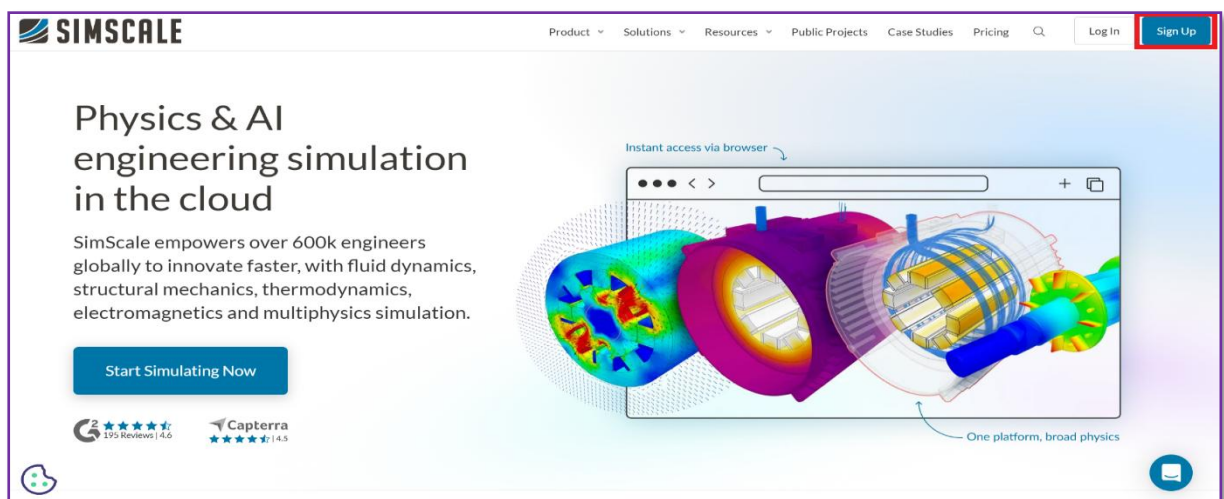 SIMSCALE
Product Solutions Resources Public Projects Case Studies Pricing Log In Sign Up
Physics & AI
engineering simulation
in the cloud
SimScale empowers over 600k engineers
globally to innovate faster, with fluid dynamics,
structural mechanics, thermodynamics,
electromagnetics and multiphysics simulation.
Start Simulating Now
G2
195 Reviews | 4.6
Capterra
| 4.5
Instant access via browser
One platform, broad physics